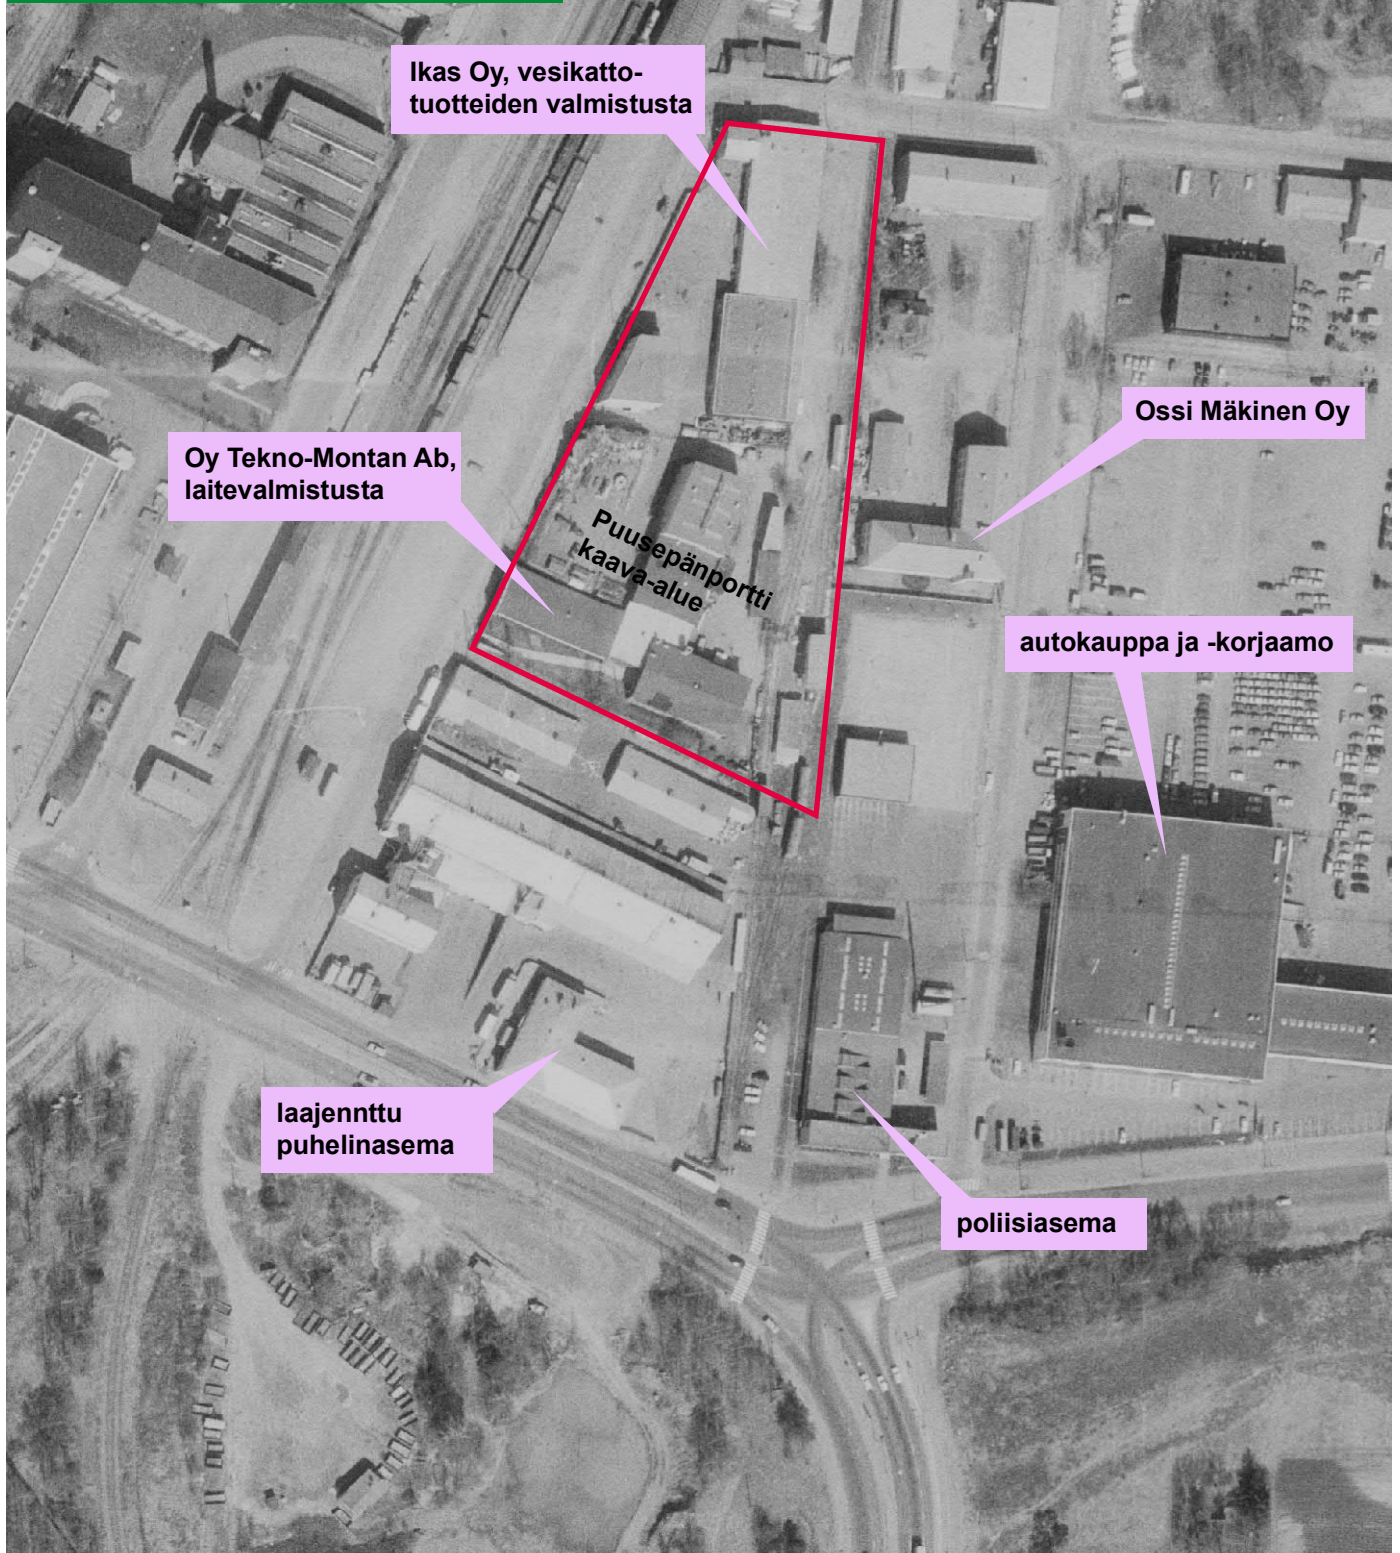 Ikas Oy, vesikatto-
tuotteiden valmistusta
Ossi Mäkinen Oy
Oy Tekno-Montan Ab,
laitevalmistusta
Puusepänportti
kaava-alue
autokauppa ja -korjaamo
laajennttu
puhelinasema
poliisiasema